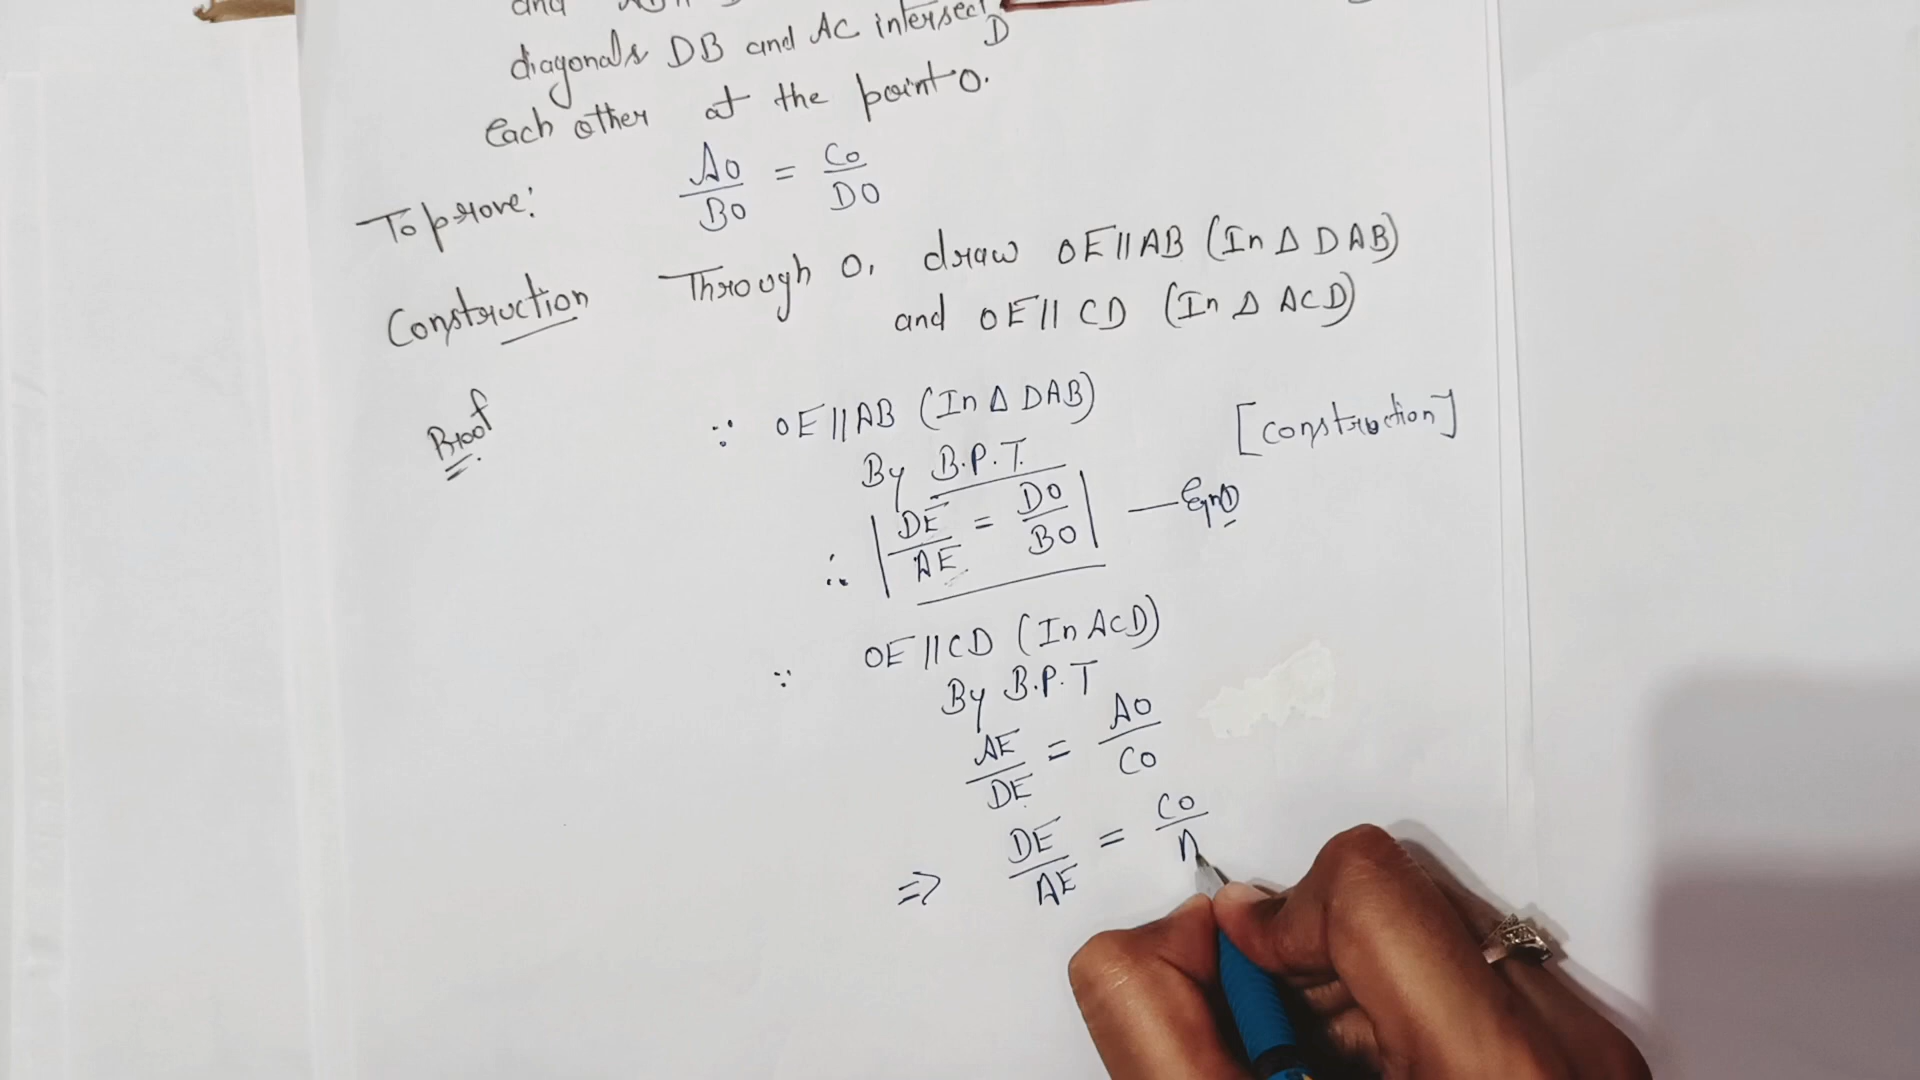 and
diagonals DB and AC intersect
D
each other at the point O.
To prove: AO/BO = CO/DO
Construction Through O, draw OE||AB (In Δ DAB)
and OE||CD (In Δ ACD)
Proof ∵ OE||AB (In Δ DAB) [construction]
By B.P.T.
∴ DE/AE = DO/BO — Eqn①
∵ OE||CD (In ACD)
By B.P.T
AE/DE = AO/CO
⇒ DE/AE = CO/A